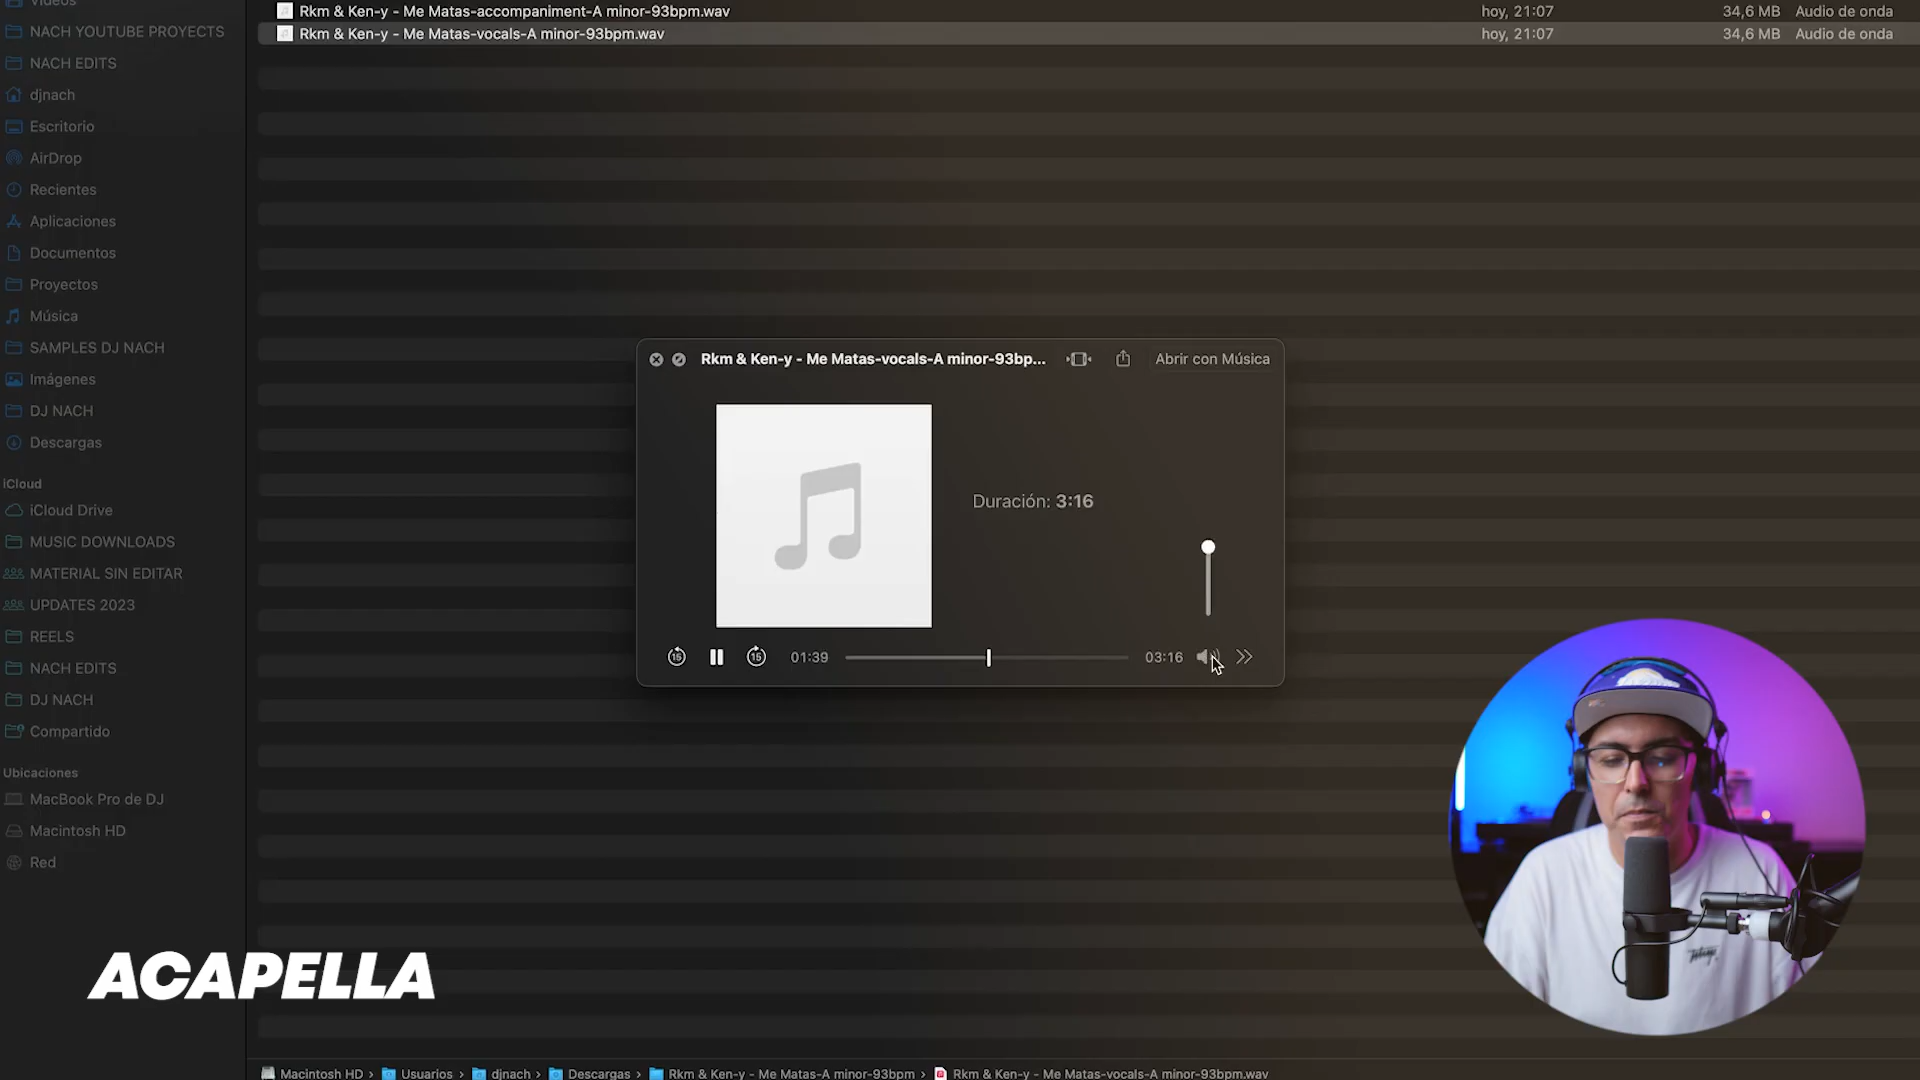 Vídeos
NACH YOUTUBE PROYECTS
NACH EDITS
djnach
Escritorio
AirDrop
Recientes
Aplicaciones
Documentos
Proyectos
Música
SAMPLES DJ NACH
Imágenes
DJ NACH
Descargas
iCloud
iCloud Drive
MUSIC DOWNLOADS
MATERIAL SIN EDITAR
UPDATES 2023
REELS
NACH EDITS
DJ NACH
Compartido
Ubicaciones
MacBook Pro de DJ
Macintosh HD
Red
Rkm & Ken-y - Me Matas-accompaniment-A minor-93bpm.wav hoy, 21:07 34,6 MB Audio de onda
Rkm & Ken-y - Me Matas-vocals-A minor-93bpm.wav hoy, 21:07 34,6 MB Audio de onda
Rkm & Ken-y - Me Matas-vocals-A minor-93bp... Abrir con Música
Duración: 3:16
15 15 01:39 03:16
ACAPELLA
Macintosh HD › Usuarios › djnach › Descargas › Rkm & Ken-y - Me Matas-A minor-93bpm › Rkm & Ken-y - Me Matas-vocals-A minor-93bpm.wav